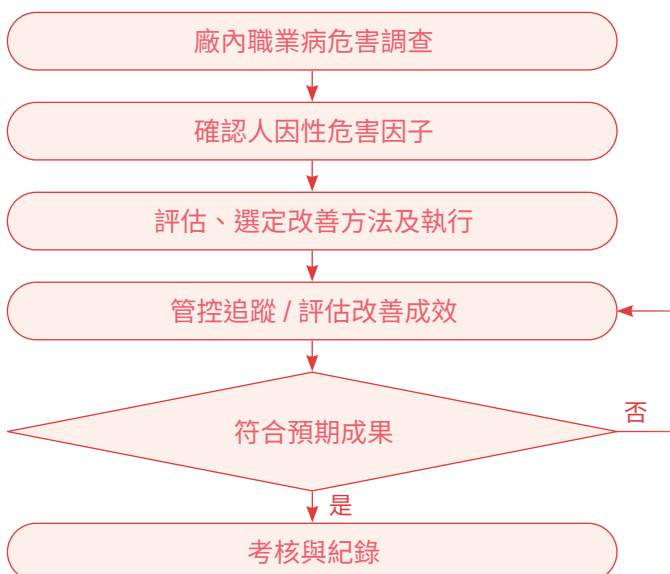 廠內職業病危害調查
確認人因性危害因子
評估、選定改善方法及執行
管控追蹤 / 評估改善成效
符合預期成果
否
是
考核與紀錄